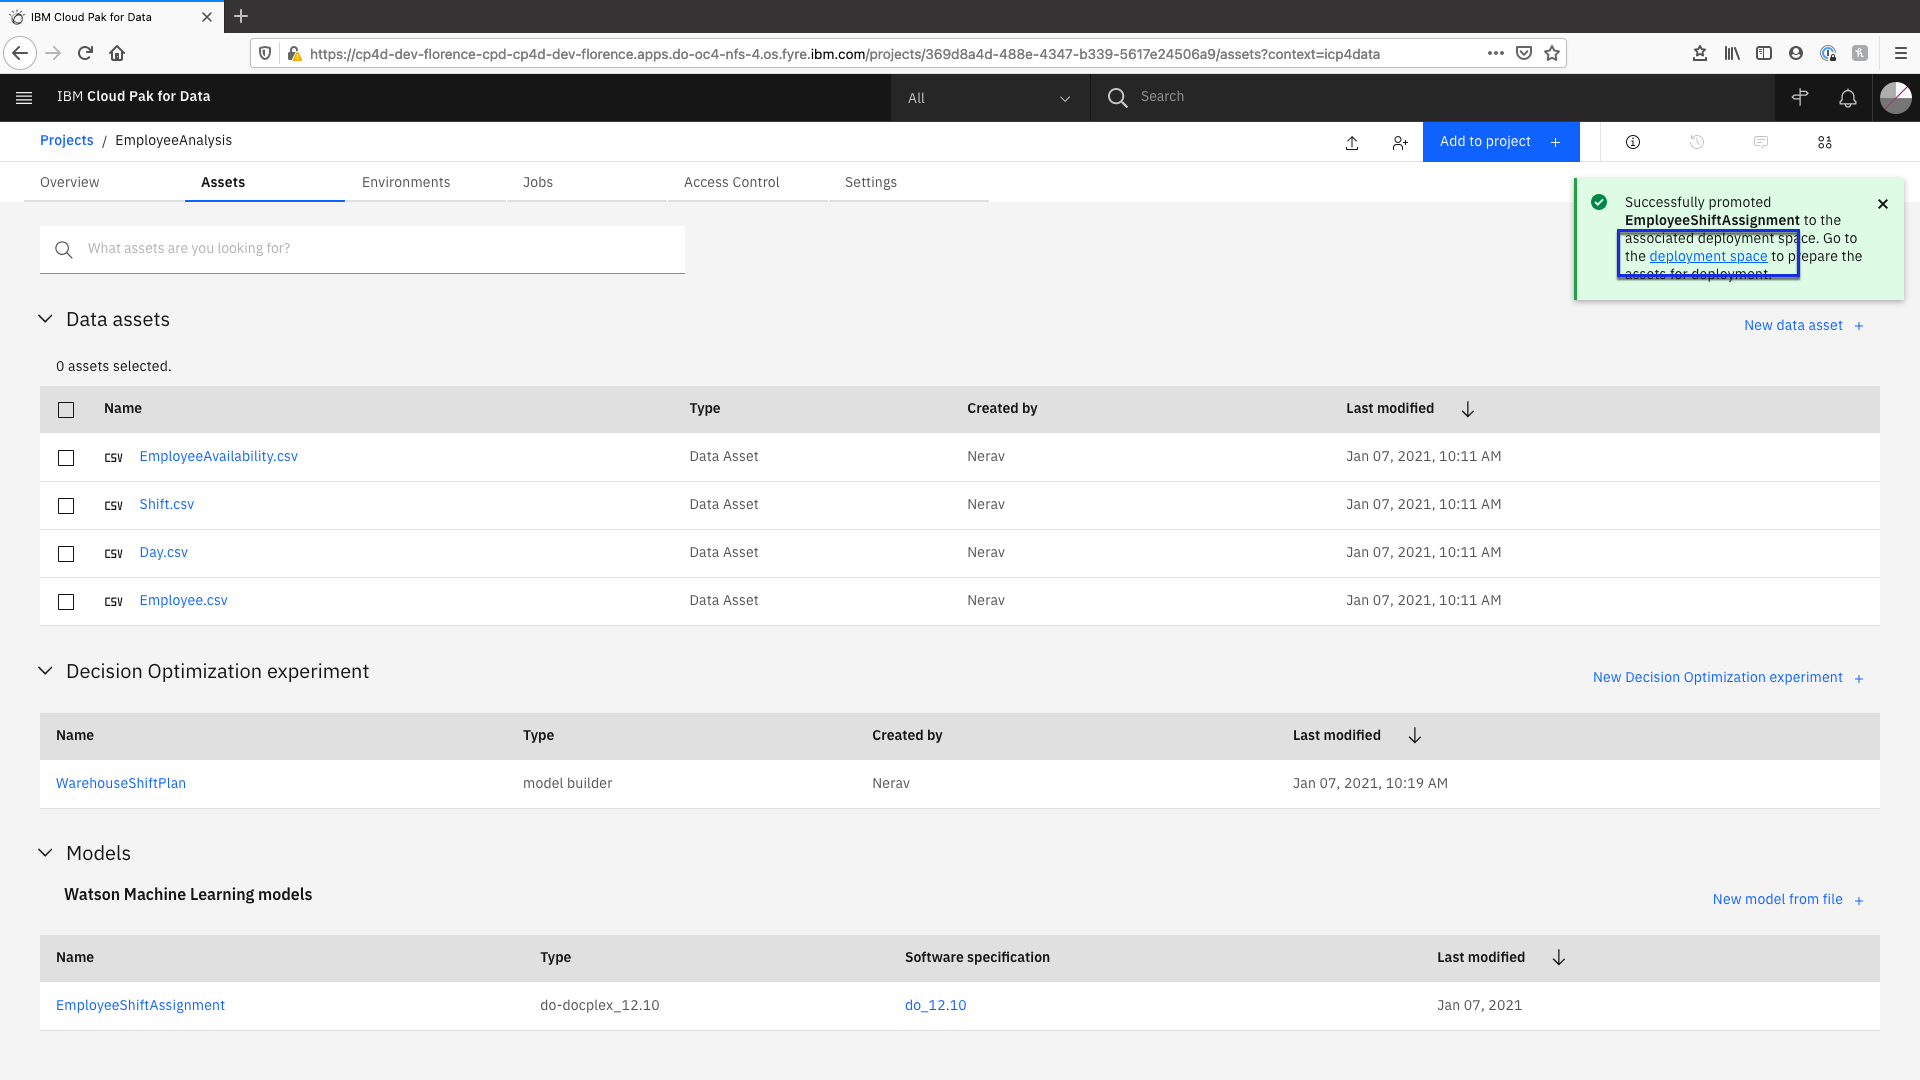 IBM Cloud Pak for Data
https://cp4d-dev-florence-cpd-cp4d-dev-florence.apps.do-oc4-nfs-4.os.fyre.ibm.com/projects/369d8a4d-488e-4347-b339-5617e24506a9/assets?context=icp4data
IBM Cloud Pak for Data
All
Search
Projects / EmployeeAnalysis
Add to project +
Overview
Assets
Environments
Jobs
Access Control
Settings
Successfully promoted
EmployeeShiftAssignment to the
associated deployment space. Go to
the deployment space to prepare the
assets for deployment.
What assets are you looking for?
Data assets
New data asset +
0 assets selected.
Name Type Created by Last modified
CSV EmployeeAvailability.csv Data Asset Nerav Jan 07, 2021, 10:11 AM
CSV Shift.csv Data Asset Nerav Jan 07, 2021, 10:11 AM
CSV Day.csv Data Asset Nerav Jan 07, 2021, 10:11 AM
CSV Employee.csv Data Asset Nerav Jan 07, 2021, 10:11 AM
Decision Optimization experiment
New Decision Optimization experiment +
Name Type Created by Last modified
WarehouseShiftPlan model builder Nerav Jan 07, 2021, 10:19 AM
Models
Watson Machine Learning models
New model from file +
Name Type Software specification Last modified
EmployeeShiftAssignment do-docplex_12.10 do_12.10 Jan 07, 2021